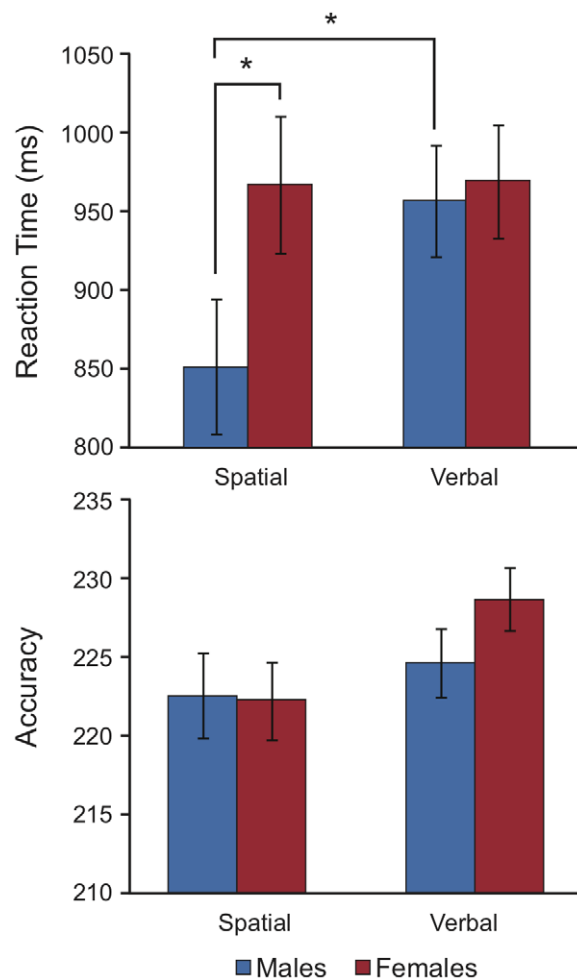 *
*
1050
1000
950
900
850
800
Reaction Time (ms)
Spatial Verbal
235
230
225
220
215
210
Accuracy
Spatial Verbal
Males Females